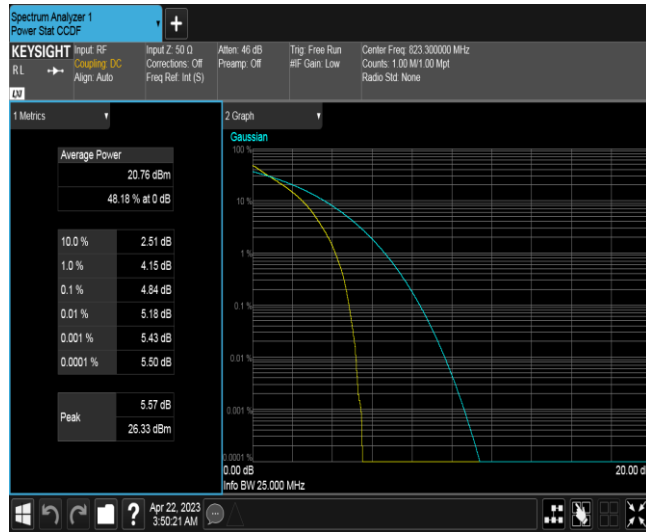 Spectrum Analyzer 1
Power Stat CCDF
KEYSIGHT
RL
LXI
Input: RF
Coupling: DC
Align: Auto
Input Z: 50 Ω
Corrections: Off
Freq Ref: Int (S)
Atten: 46 dB
Preamp: Off
Trig: Free Run
#IF Gain: Low
Center Freq: 823.300000 MHz
Counts: 1.00 M/1.00 Mpt
Radio Std: None
1 Metrics
Average Power
20.76 dBm
48.18 % at 0 dB
10.0 % 2.51 dB
1.0 % 4.15 dB
0.1 % 4.84 dB
0.01 % 5.18 dB
0.001 % 5.43 dB
0.0001 % 5.50 dB
Peak
5.57 dB
26.33 dBm
2 Graph
Gaussian
100 %
10 %
1 %
0.1 %
0.01 %
0.001 %
0.0001 %
0.00 dB
20.00 d
Info BW 25.000 MHz
?
Apr 22, 2023
3:50:21 AM